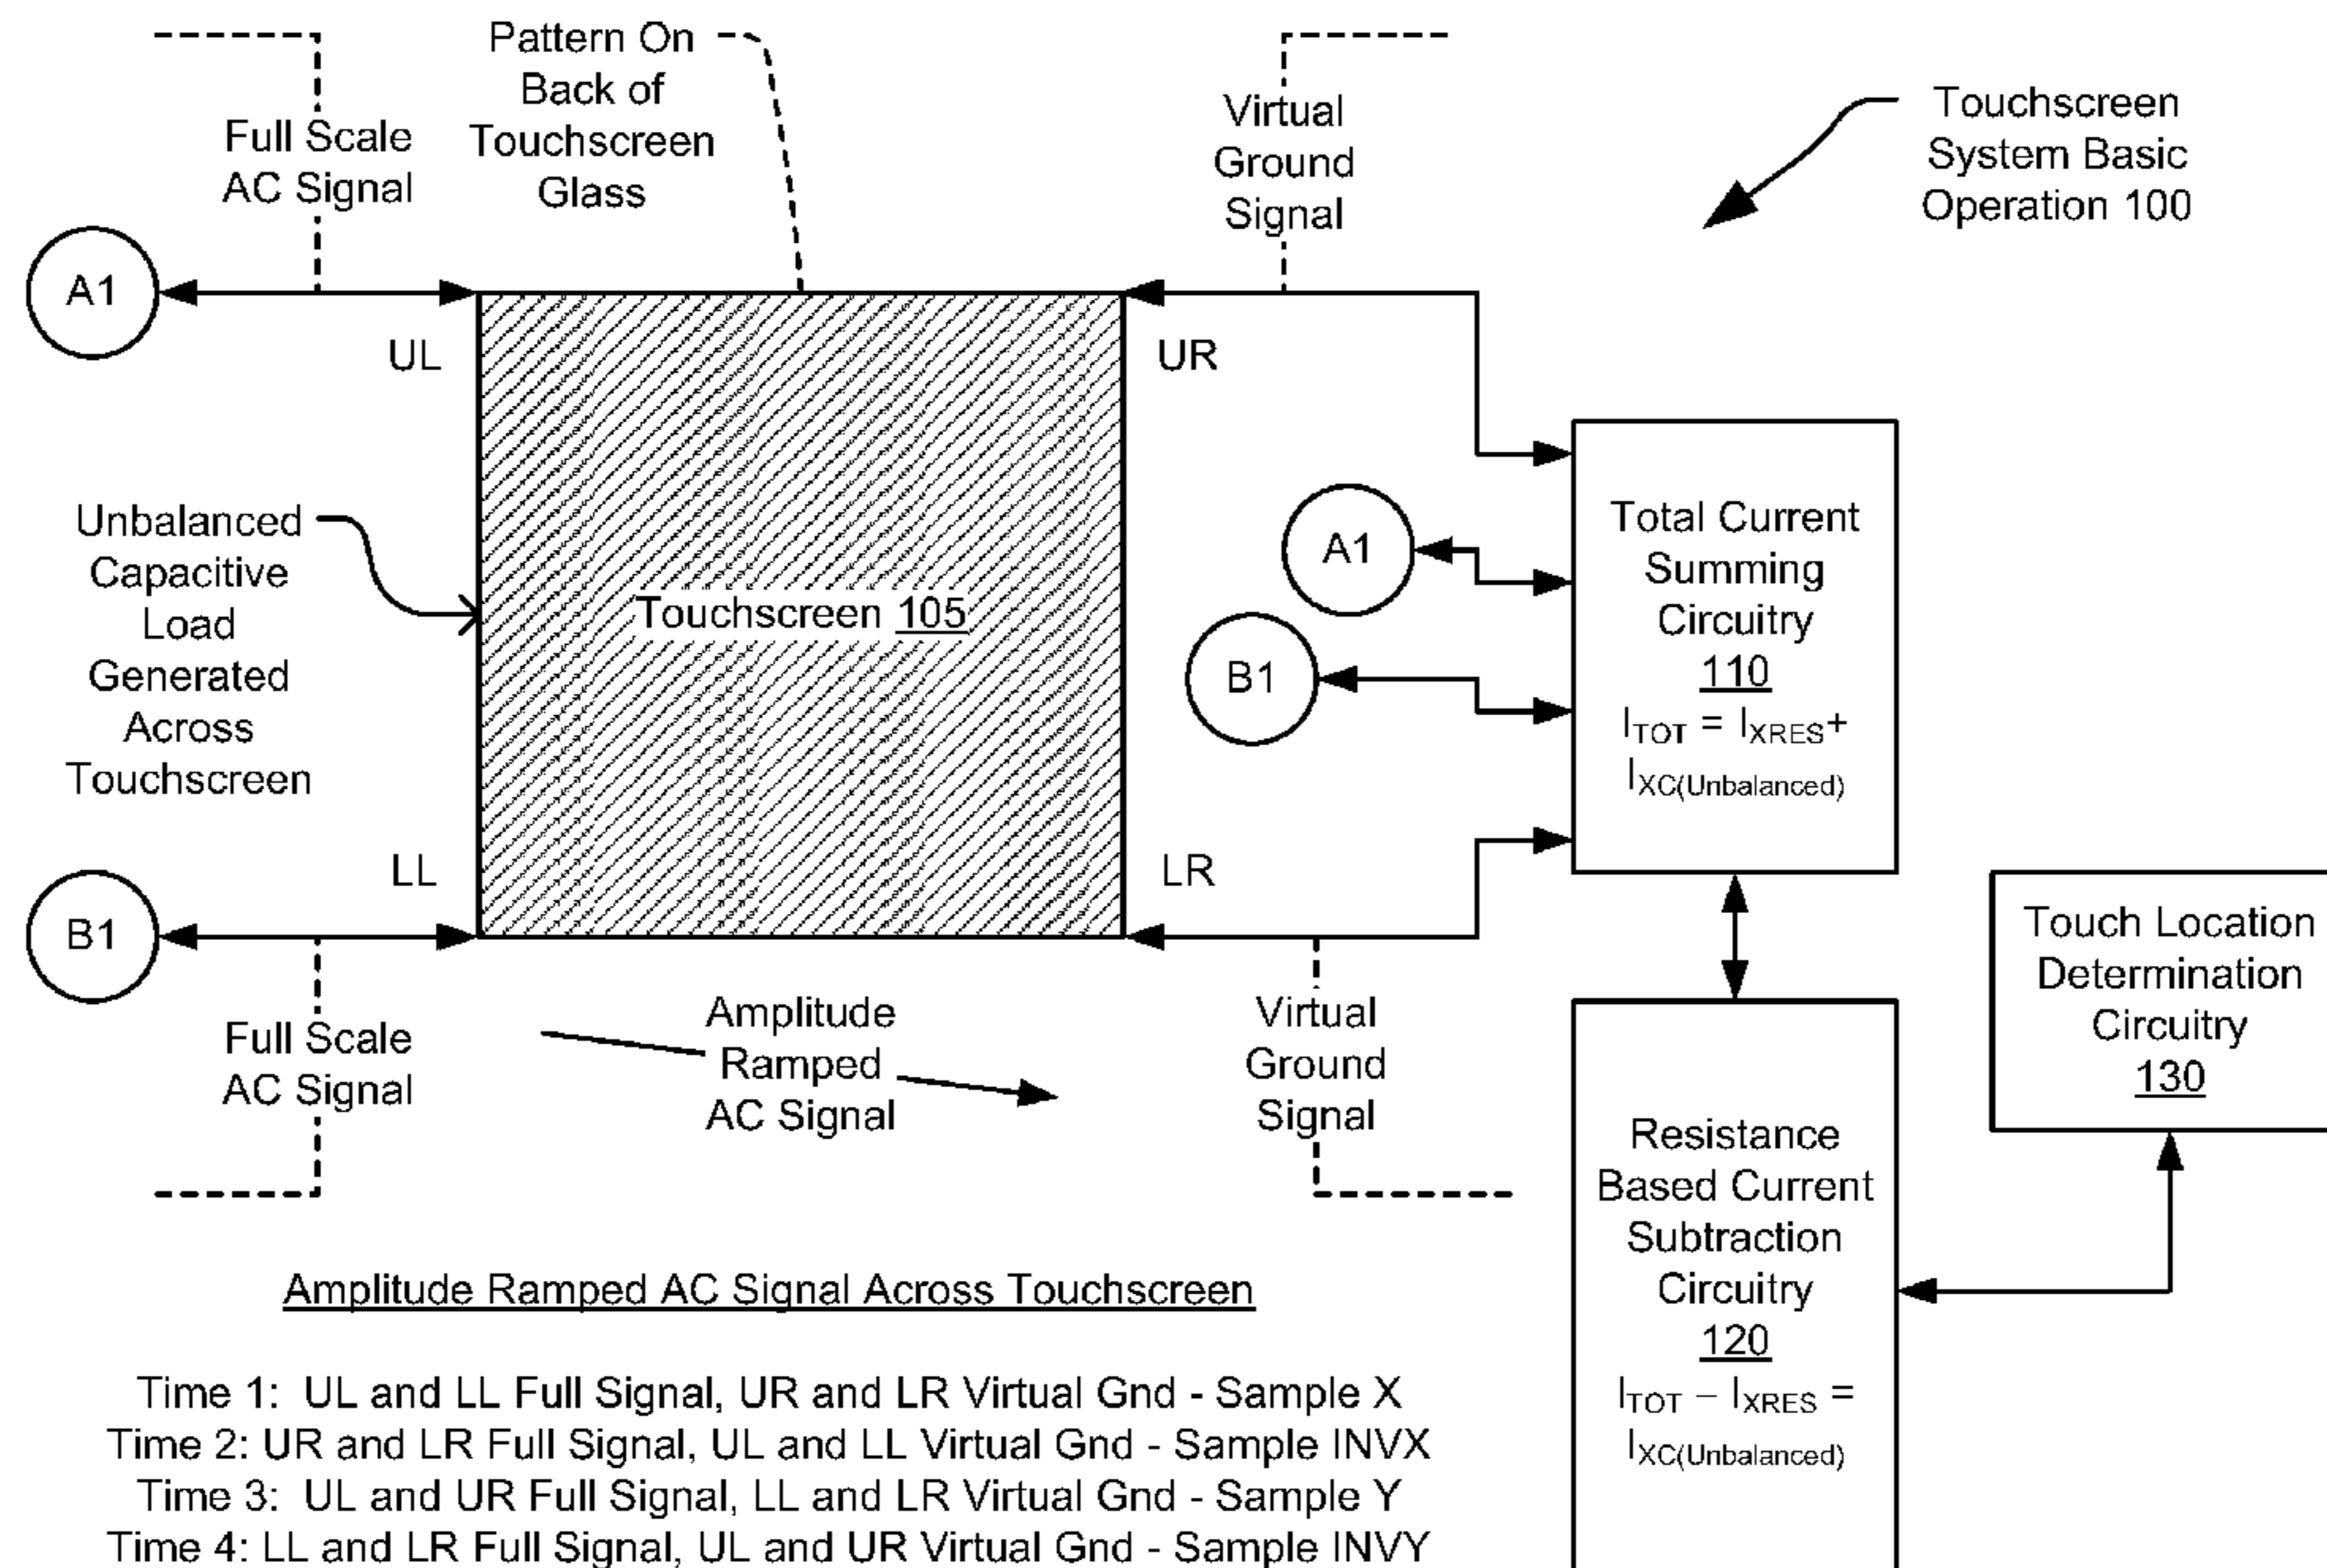 Full Scale
AC Signal
Pattern On
Back of
Touchscreen
Glass
Virtual
Ground
Signal
Touchscreen
System Basic
Operation 100
A1
UL
UR
Unbalanced
Capacitive
Load
Generated
Across
Touchscreen
Touchscreen 105
A1
B1
Total Current
Summing
Circuitry
110
I_TOT = I_XRES+
I_XC(Unbalanced)
LL
LR
B1
Full Scale
AC Signal
Amplitude
Ramped
AC Signal
Virtual
Ground
Signal
Touch Location
Determination
Circuitry
130
Resistance
Based Current
Subtraction
Circuitry
120
I_TOT – I_XRES =
I_XC(Unbalanced)
Amplitude Ramped AC Signal Across Touchscreen
Time 1: UL and LL Full Signal, UR and LR Virtual Gnd - Sample X
Time 2: UR and LR Full Signal, UL and LL Virtual Gnd - Sample INVX
Time 3: UL and UR Full Signal, LL and LR Virtual Gnd - Sample Y
Time 4: LL and LR Full Signal, UL and UR Virtual Gnd - Sample INVY